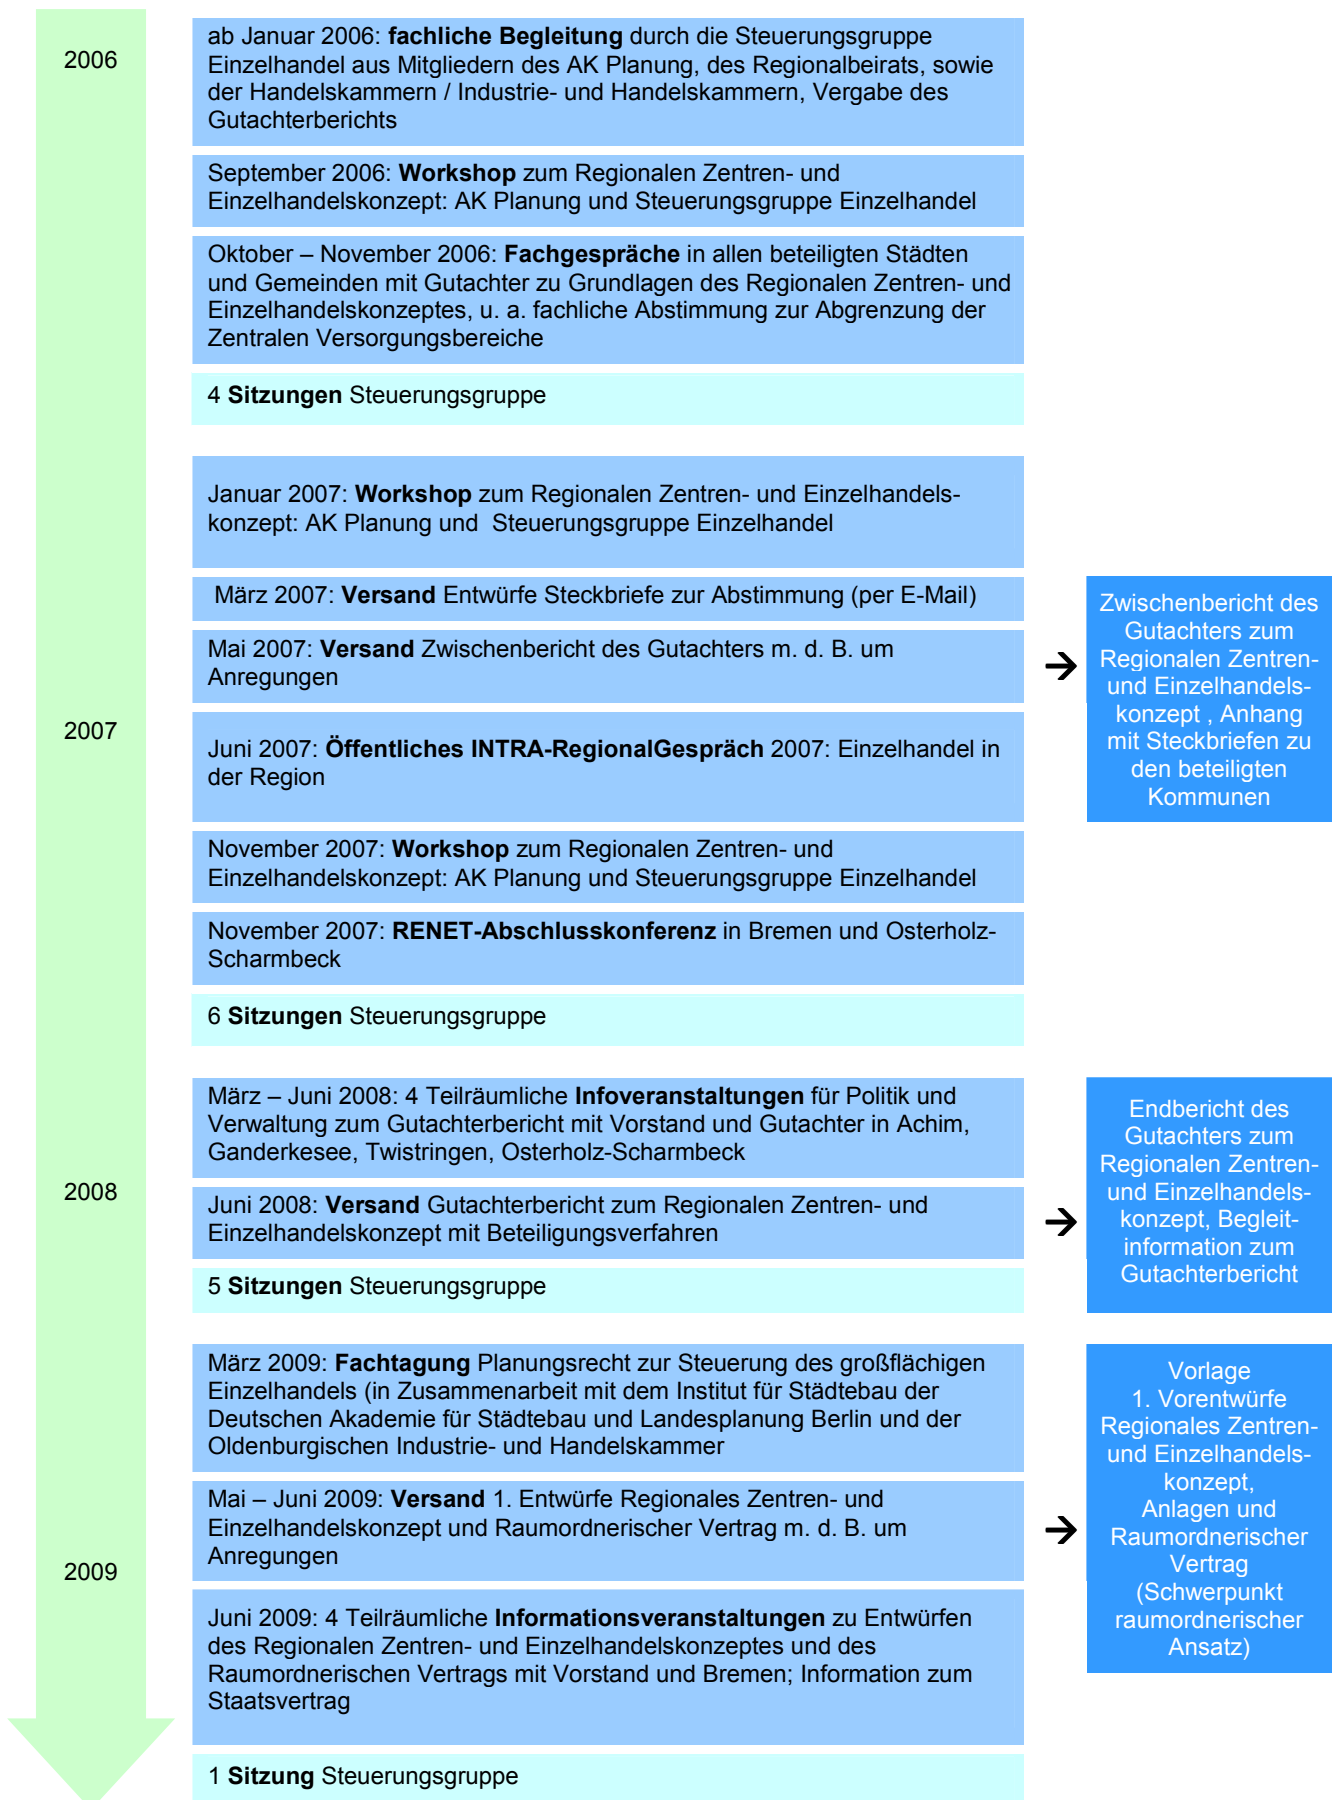 2006
ab Januar 2006: fachliche Begleitung durch die Steuerungsgruppe
Einzelhandel aus Mitgliedern des AK Planung, des Regionalbeirats, sowie
der Handelskammern / Industrie- und Handelskammern, Vergabe des
Gutachterberichts
September 2006: Workshop zum Regionalen Zentren- und
Einzelhandelskonzept: AK Planung und Steuerungsgruppe Einzelhandel
Oktober – November 2006: Fachgespräche in allen beteiligten Städten
und Gemeinden mit Gutachter zu Grundlagen des Regionalen Zentren- und
Einzelhandelskonzeptes, u. a. fachliche Abstimmung zur Abgrenzung der
Zentralen Versorgungsbereiche
4 Sitzungen Steuerungsgruppe
2007
Januar 2007: Workshop zum Regionalen Zentren- und Einzelhandels-
konzept: AK Planung und Steuerungsgruppe Einzelhandel
März 2007: Versand Entwürfe Steckbriefe zur Abstimmung (per E-Mail)
Mai 2007: Versand Zwischenbericht des Gutachters m. d. B. um
Anregungen
→
Zwischenbericht des
Gutachters zum
Regionalen Zentren-
und Einzelhandels-
konzept , Anhang
mit Steckbriefen zu
den beteiligten
Kommunen
Juni 2007: Öffentliches INTRA-RegionalGespräch 2007: Einzelhandel in
der Region
November 2007: Workshop zum Regionalen Zentren- und
Einzelhandelskonzept: AK Planung und Steuerungsgruppe Einzelhandel
November 2007: RENET-Abschlusskonferenz in Bremen und Osterholz-
Scharmbeck
6 Sitzungen Steuerungsgruppe
2008
März – Juni 2008: 4 Teilräumliche Infoveranstaltungen für Politik und
Verwaltung zum Gutachterbericht mit Vorstand und Gutachter in Achim,
Ganderkesee, Twistringen, Osterholz-Scharmbeck
Juni 2008: Versand Gutachterbericht zum Regionalen Zentren- und
Einzelhandelskonzept mit Beteiligungsverfahren
→
Endbericht des
Gutachters zum
Regionalen Zentren-
und Einzelhandels-
konzept, Begleit-
information zum
Gutachterbericht
5 Sitzungen Steuerungsgruppe
2009
März 2009: Fachtagung Planungsrecht zur Steuerung des großflächigen
Einzelhandels (in Zusammenarbeit mit dem Institut für Städtebau der
Deutschen Akademie für Städtebau und Landesplanung Berlin und der
Oldenburgischen Industrie- und Handelskammer
Mai – Juni 2009: Versand 1. Entwürfe Regionales Zentren- und
Einzelhandelskonzept und Raumordnerischer Vertrag m. d. B. um
Anregungen
→
Vorlage
1. Vorentwürfe
Regionales Zentren-
und Einzelhandels-
konzept,
Anlagen und
Raumordnerischer
Vertrag
(Schwerpunkt
raumordnerischer
Ansatz)
Juni 2009: 4 Teilräumliche Informationsveranstaltungen zu Entwürfen
des Regionalen Zentren- und Einzelhandelskonzeptes und des
Raumordnerischen Vertrags mit Vorstand und Bremen; Information zum
Staatsvertrag
1 Sitzung Steuerungsgruppe